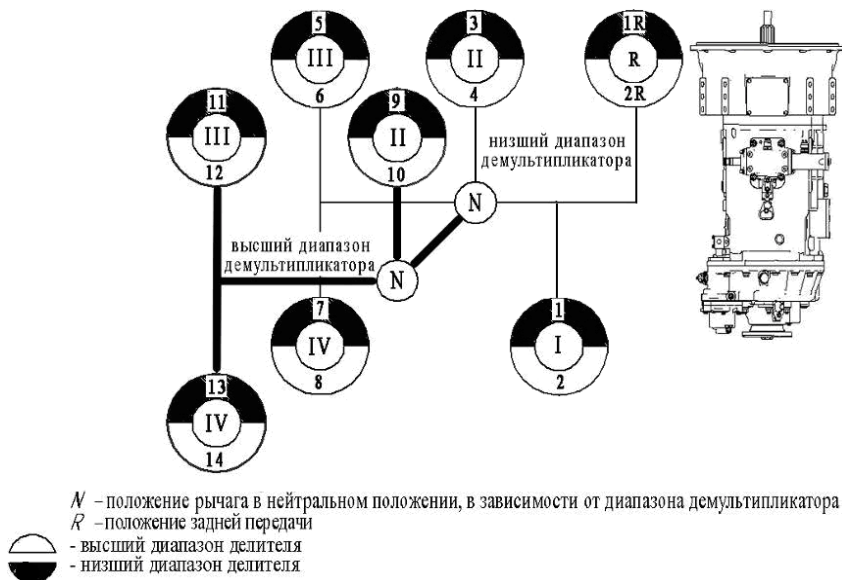 5
III
6
3
II
4
1R
R
2R
11
III
12
9
II
10
низший диапазон
демультипликатора
N
высший диапазон
демультипликатора
N
7
IV
8
1
I
2
13
IV
14
N – положение рычага в нейтральном положении, в зависимости от диапазона демультипликатора
R – положение задней передачи
- высший диапазон делителя
- низший диапазон делителя